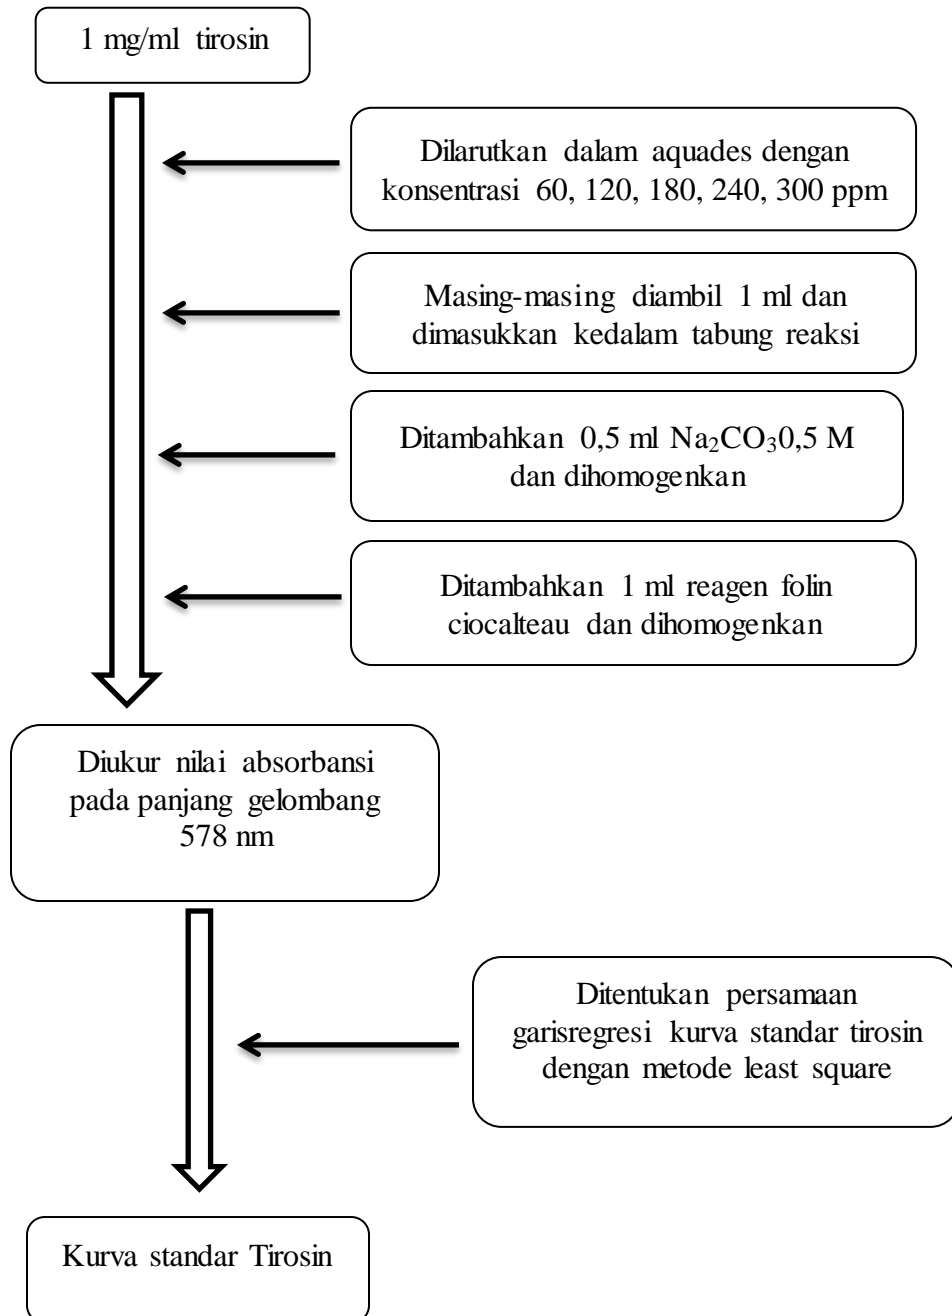 1 mg/ml tirosin
Dilarutkan dalam aquades dengan
konsentrasi 60, 120, 180, 240, 300 ppm
Masing-masing diambil 1 ml dan
dimasukkan kedalam tabung reaksi
Ditambahkan 0,5 ml Na₂CO₃0,5 M
dan dihomogenkan
Ditambahkan 1 ml reagen folin
ciocalteau dan dihomogenkan
Diukur nilai absorbansi
pada panjang gelombang
578 nm
Ditentukan persamaan
garisregresi kurva standar tirosin
dengan metode least square
Kurva standar Tirosin